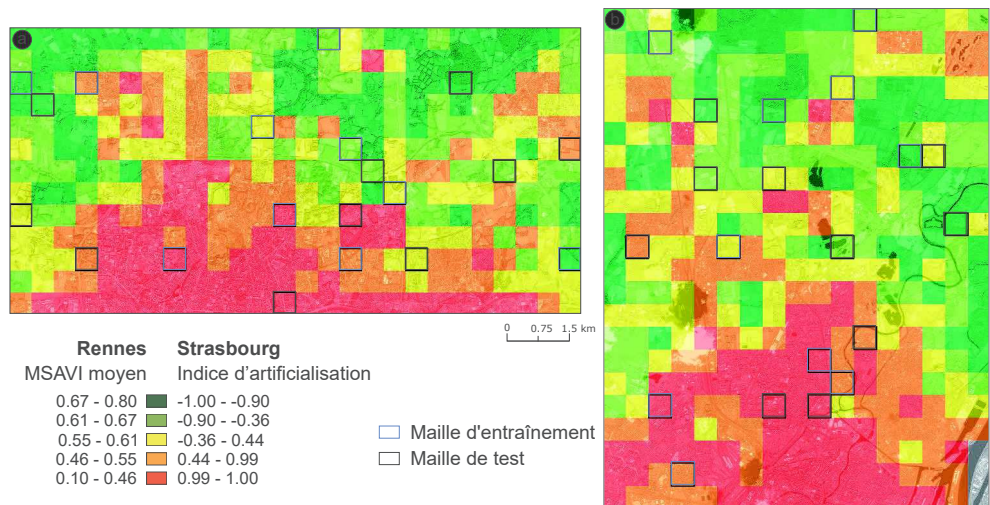 a
b
0 0.75 1.5 km
Rennes Strasbourg
MSAVI moyen Indice d'artificialisation
0.67 - 0.80 -1.00 - -0.90
0.61 - 0.67 -0.90 - -0.36
0.55 - 0.61 -0.36 - 0.44
0.46 - 0.55 0.44 - 0.99
0.10 - 0.46 0.99 - 1.00
Maille d'entraînement
Maille de test